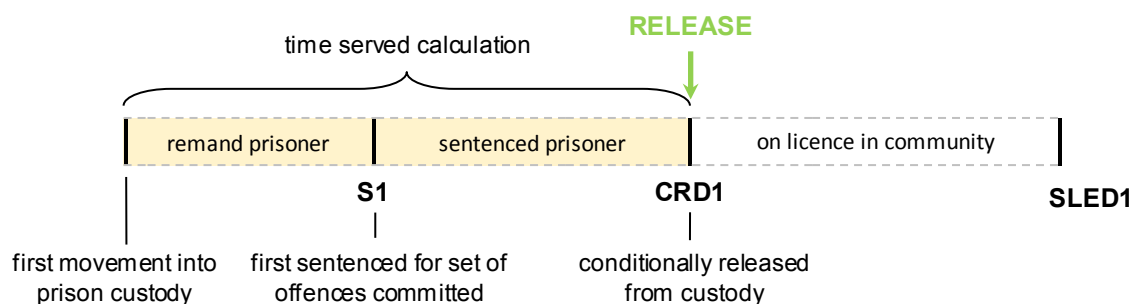 RELEASE
time served calculation
remand prisoner
sentenced prisoner
on licence in community
S1
CRD1
SLED1
first movement into
prison custody
first sentenced for set of
offences committed
conditionally released
from custody